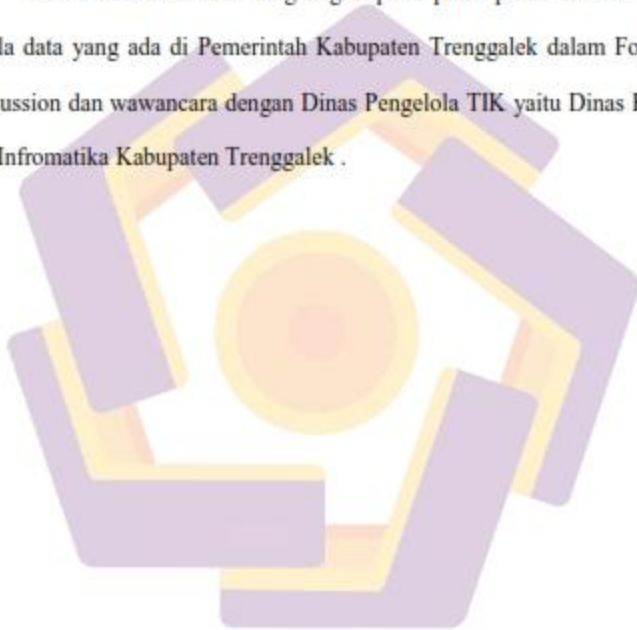 la data yang ada di Pemerintah Kabupaten Trenggalek dalam Fo
ussion dan wawancara dengan Dinas Pengelola TIK yaitu Dinas
Infromatika Kabupaten Trenggalek .